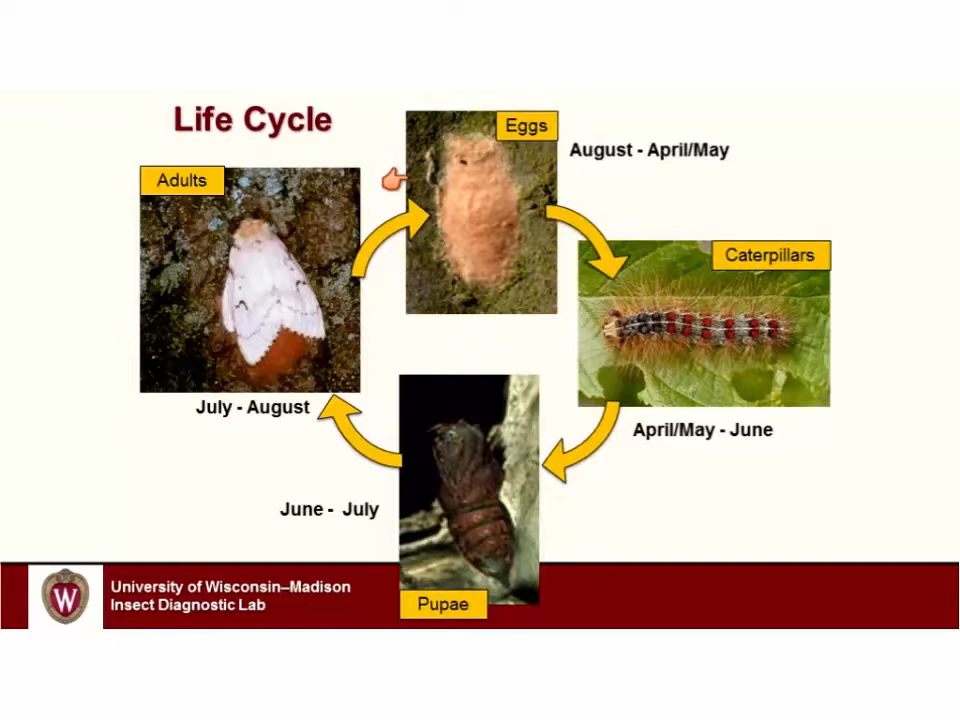 Life Cycle
Eggs
August - April/May
Adults
Caterpillars
July - August
April/May - June
June - July
University of Wisconsin–Madison
Insect Diagnostic Lab
W
Pupae